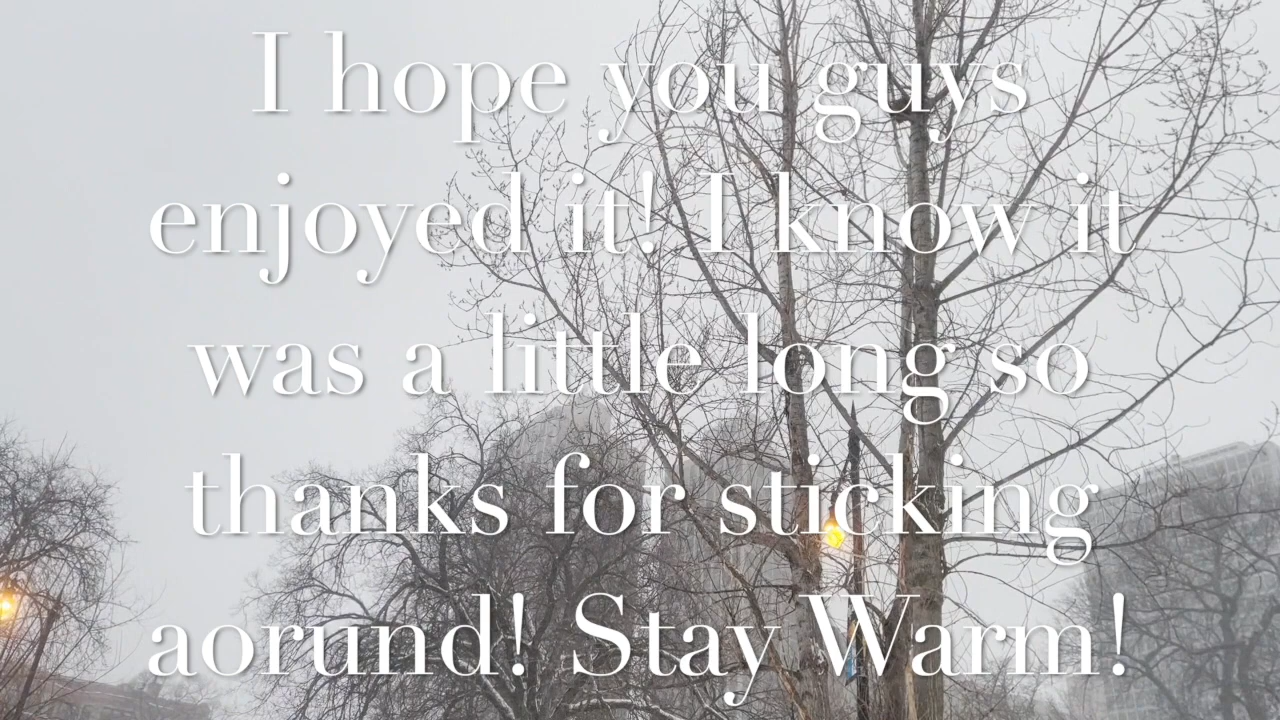 I hope you guys
enjoyed it! I know it
was a little long so
thanks for sticking
aorund! Stay Warm!